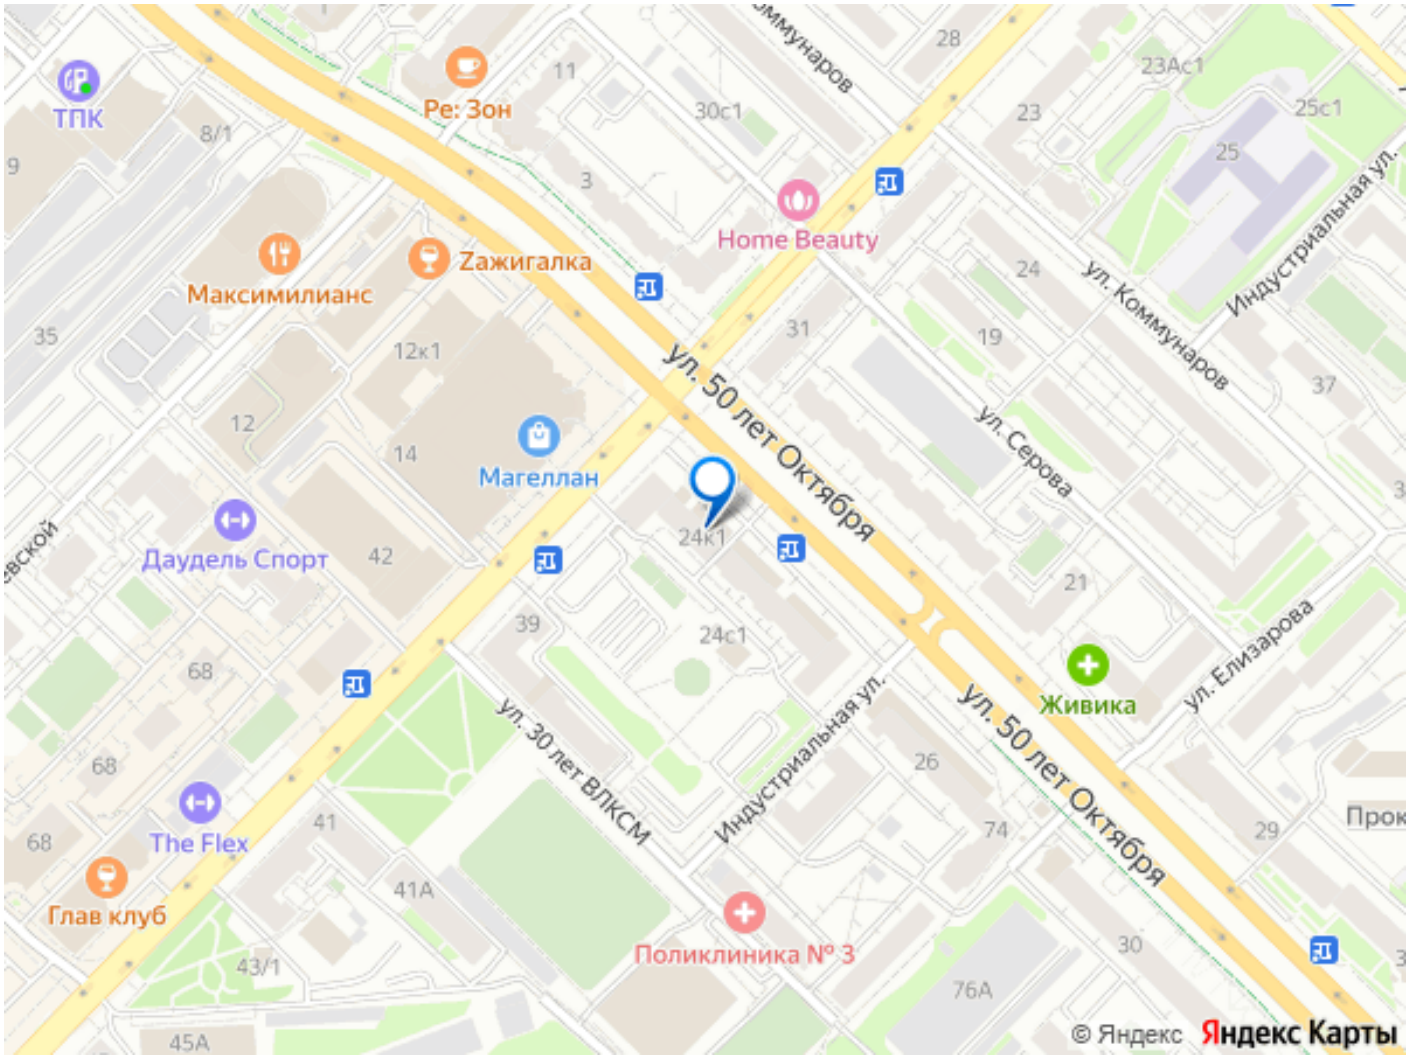 оммунаров
28
23Ас1
11
Ре: Зон
30с1
23
25с1
ТПК
8/1
25
9
3
Индустриальная ул.
Home Beauty
Zажигалка
24
ул. Коммунаров
Максимилианс
35
31
19
12к1
ул. 50 лет Октября
37
12
14
ул. Серова
Магеллан
24к1
евской
Даудель Спорт
42
21
39
24с1
ул. Елизарова
68
Живика
ул. 30 лет ВЛКСМ
Индустриальная ул.
ул. 50 лет Октября
68
26
41
74
29
Прок
68
The Flex
41А
Глав клуб
Поликлиника № 3
30
43/1
76А
45А
© Яндекс Яндекс Карты